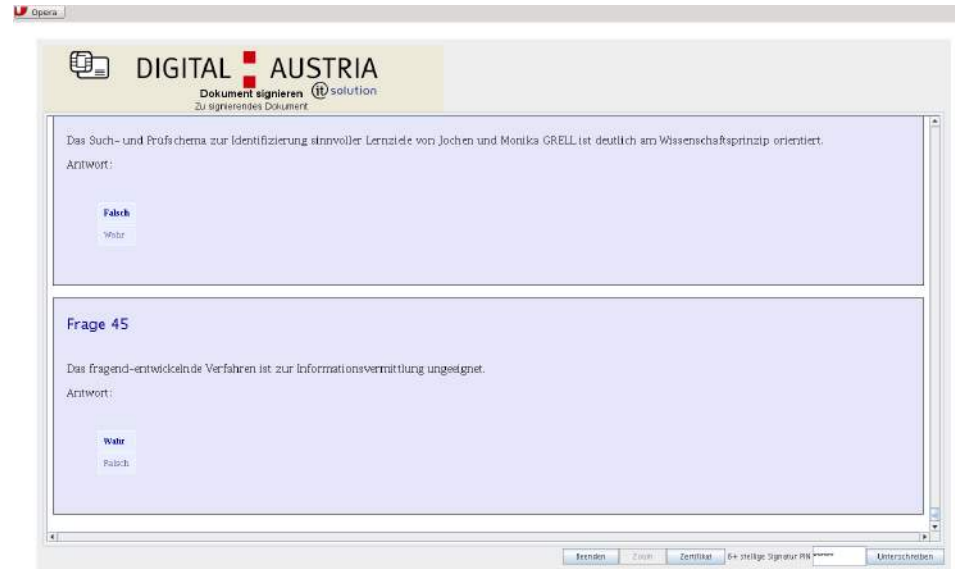 Opera
DIGITAL AUSTRIA
Dokument signieren it solution
Zu signierendes Dokument
Das Such- und Prüfschema zur Identifizierung sinnvoller Lernziele von Jochen und Monika GRELL ist deutlich am Wissenschaftsprinzip orientiert.
Antwort:
Falsch
Wahr
Frage 45
Das fragend-entwickelnde Verfahren ist zur Informationsvermittlung ungeeignet.
Antwort:
Wahr
Falsch
Beenden Zoom Zertifikat 6+ stellige Signatur PIN ****** Unterschreiben